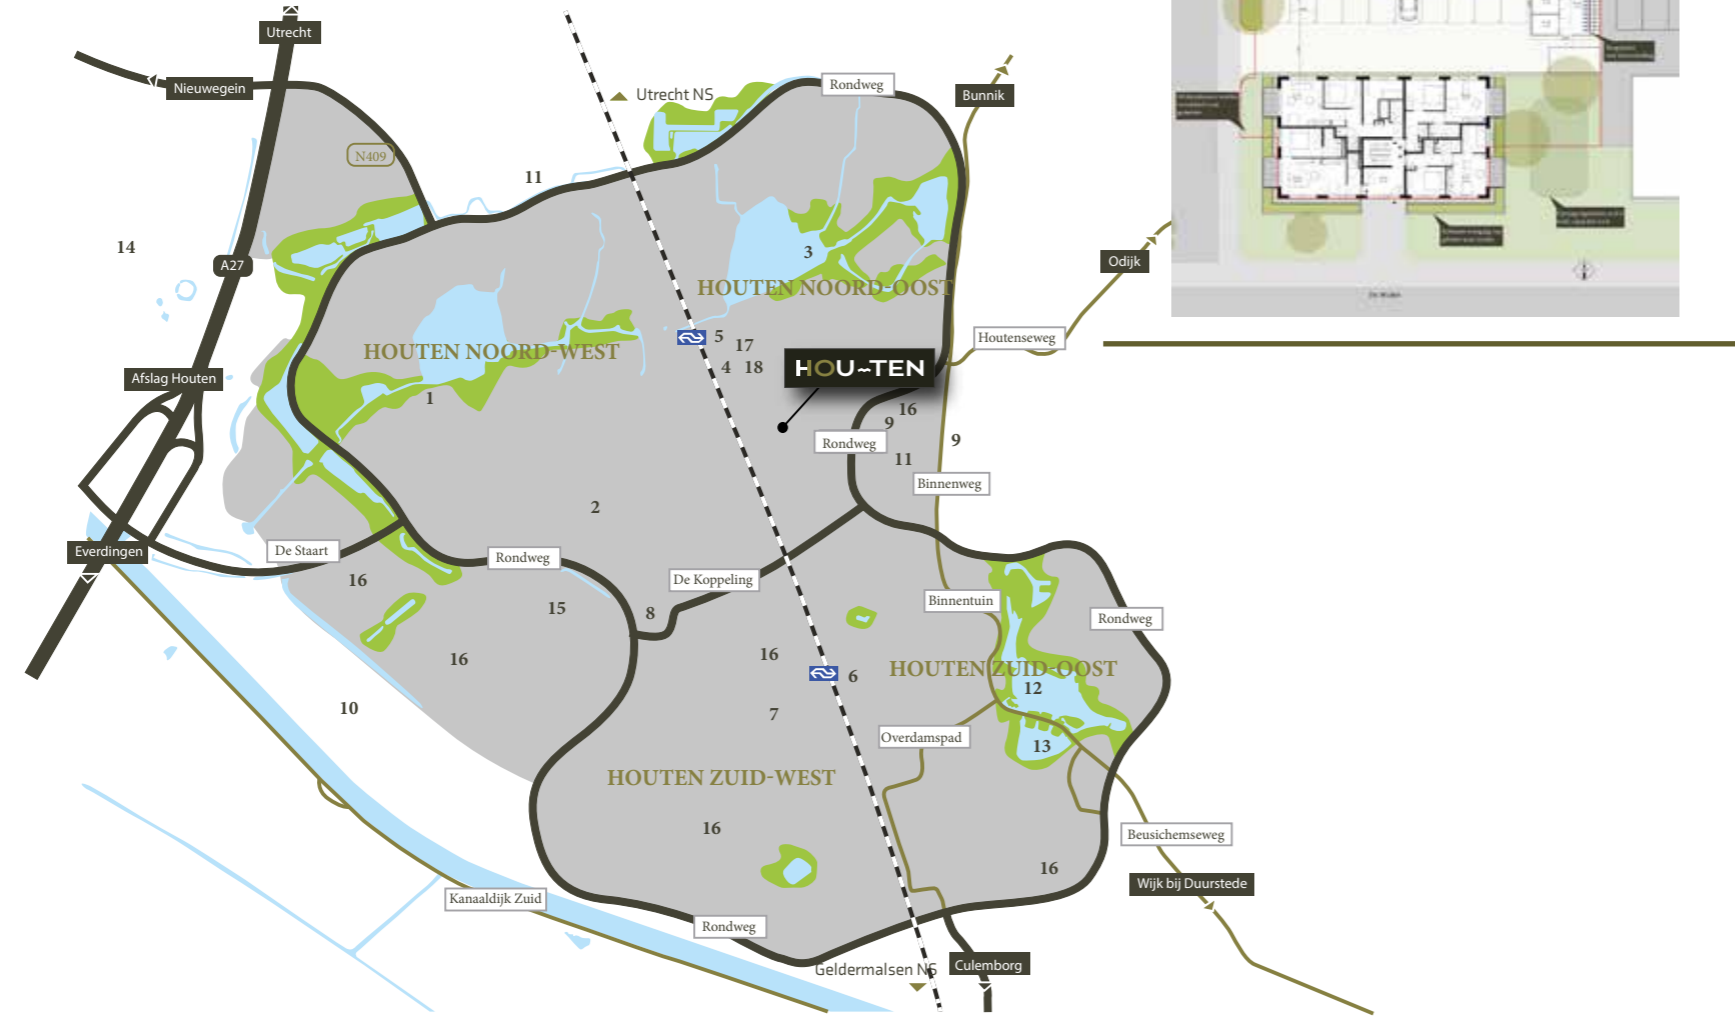 Utrecht
Nieuwegein
Utrecht NS
Rondweg
Bunnik
N409
11
14
A27
3
Odijk
HOUTEN NOORD-OOST
5
17
Houtenseweg
HOUTEN NOORD-WEST
4
18
HOU~TEN
Afslag Houten
1
16
9
Rondweg
9
11
Binnenweg
2
Everdingen
De Staart
Rondweg
De Koppeling
16
15
8
Binnentuin
Rondweg
16
16
6
HOUTEN ZUID-OOST
12
10
7
Overdamspad
13
HOUTEN ZUID-WEST
16
Beusichemseweg
16
Wijk bij Duurstede
Kanaaldijk Zuid
Rondweg
Geldermalsen NS
Culemborg